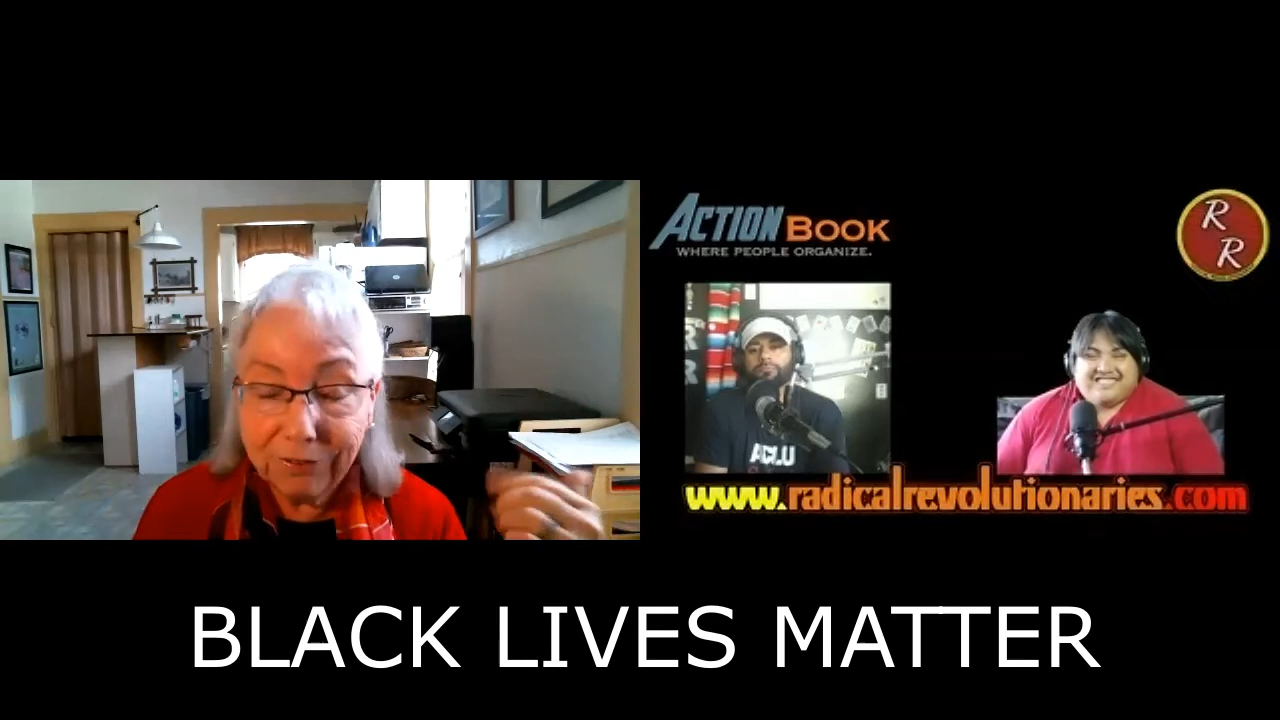 ACTION BOOK
WHERE PEOPLE ORGANIZE.
R
R
ACLU
www.radicalrevolutionaries.com
BLACK LIVES MATTER